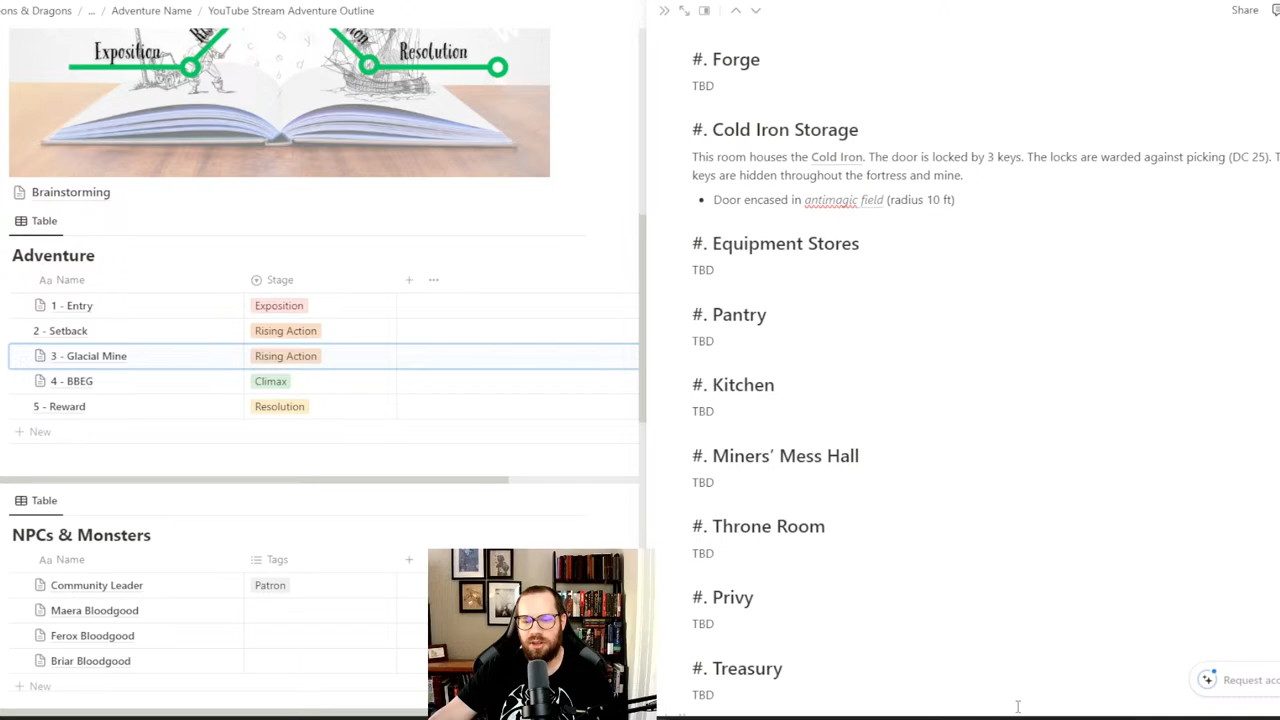 ons & Dragons / ... / Adventure Name / YouTube Stream Adventure Outline
Exposition
Resolution
Brainstorming
Table
Adventure
Aa Name
Stage
1 - Entry
Exposition
2 - Setback
Rising Action
3 - Glacial Mine
Rising Action
4 - BBEG
Climax
5 - Reward
Resolution
+ New
Table
NPCs & Monsters
Aa Name
Tags
Community Leader
Patron
Maera Bloodgood
Ferox Bloodgood
Briar Bloodgood
+ New
Share
#. Forge
TBD
#. Cold Iron Storage
This room houses the Cold Iron. The door is locked by 3 keys. The locks are warded against picking (DC 25). T
keys are hidden throughout the fortress and mine.
• Door encased in antimagic field (radius 10 ft)
#. Equipment Stores
TBD
#. Pantry
TBD
#. Kitchen
TBD
#. Miners’ Mess Hall
TBD
#. Throne Room
TBD
#. Privy
TBD
#. Treasury
TBD
Request acc